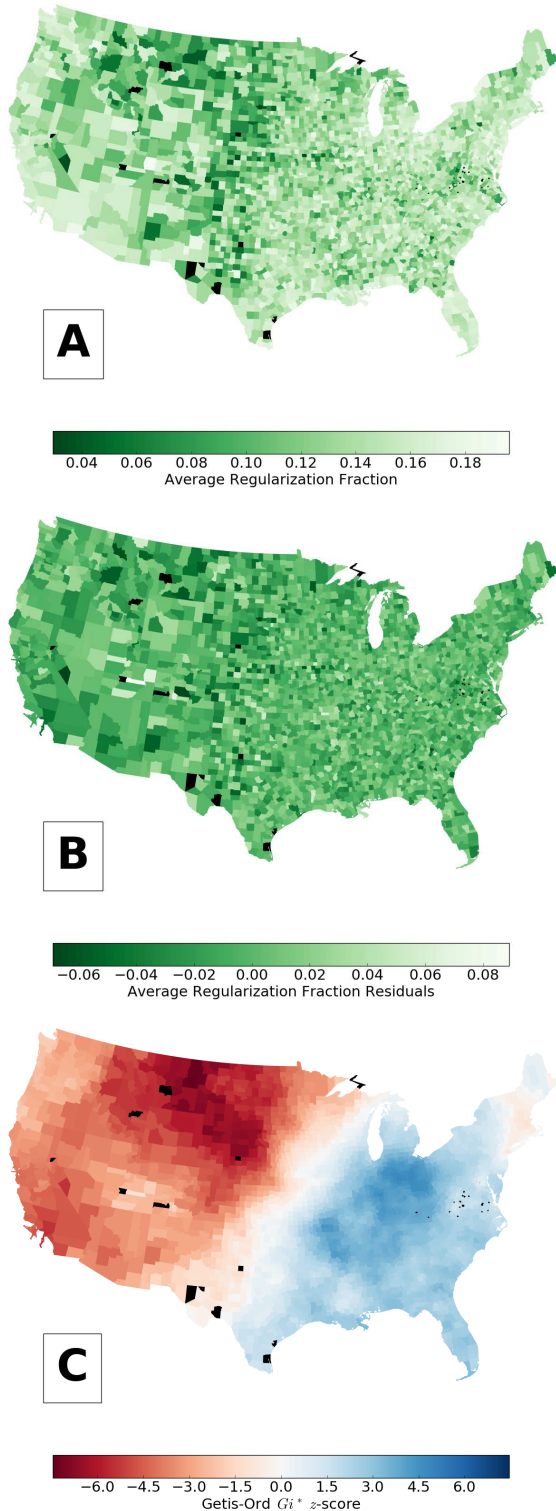 A
0.04 0.06 0.08 0.10 0.12 0.14 0.16 0.18
Average Regularization Fraction
B
−0.06 −0.04 −0.02 0.00 0.02 0.04 0.06 0.08
Average Regularization Fraction Residuals
C
−6.0 −4.5 −3.0 −1.5 0.0 1.5 3.0 4.5 6.0
Getis-Ord Gi* z-score